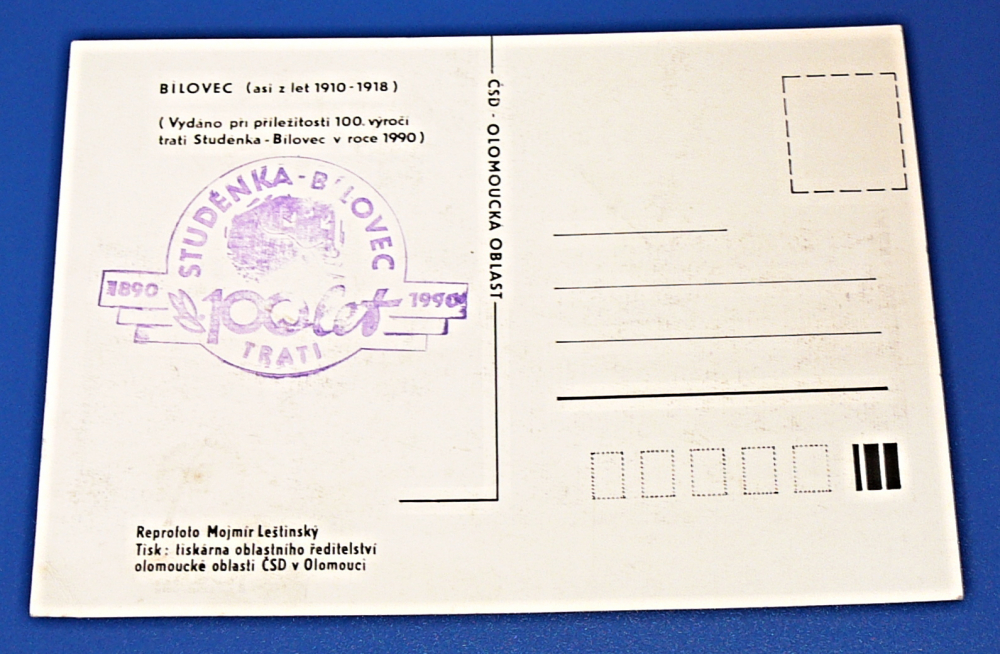 BÍLOVEC (asi z let 1910-1918)
(Vydáno při příležitosti 100. výročí
trati Studenka-Bílovec v roce 1990)
STUDÉNKA-BÍLOVEC
1890
100 let
1990
TRATI
Reprofoto Mojmír Leštinský
Tisk: tiskárna oblastního ředitelství
olomoucké oblasti ČSD v Olomouci
ČSD - OLOMOUCKÁ OBLAST